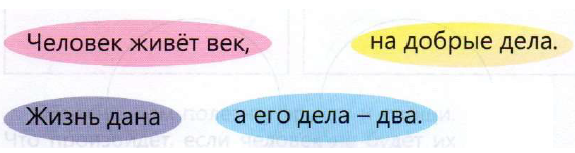 Человек живёт век,
на добрые дела.
Жизнь дана
а его дела – два.